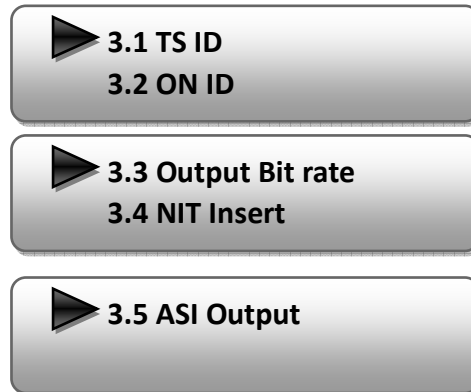 3.1 TS ID
3.2 ON ID
3.3 Output Bit rate
3.4 NIT Insert
3.5 ASI Output